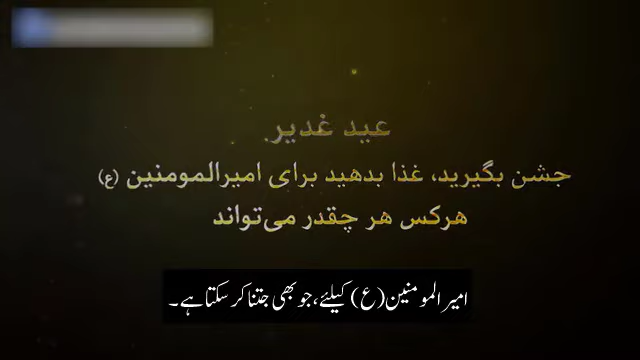 عید غدیر
جشن بگیرید، غذا بدهید برای امیرالمومنین (ع)
هرکس هر چقدر می‌تواند
امیر المومنین(ع) کیلئے،جو بھی جتنا کر سکتا ہے۔